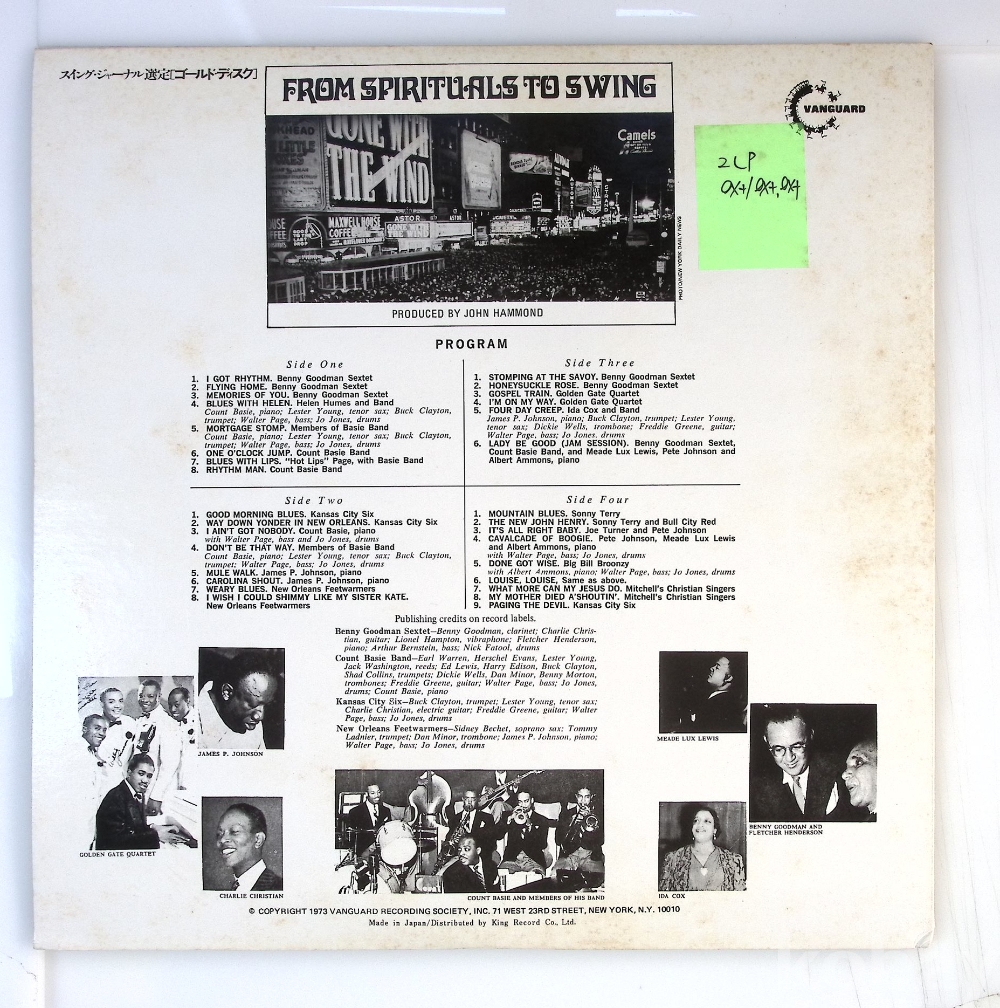 スイング・ジャーナル選定[ゴールド・ディスク]
FROM SPIRITUALS TO SWING
VANGUARD
2LP
GONE WITH
THE WIND
Camels
LITTLE
ASTOR
MAXWELL HOUSE
COFFEE
GOOD
TO THE
LAST
DROP
PHOTO/NEW YORK DAILY NEWS
PRODUCED BY JOHN HAMMOND
PROGRAM
Side One
1. I GOT RHYTHM. Benny Goodman Sextet
2. FLYING HOME. Benny Goodman Sextet
3. MEMORIES OF YOU. Benny Goodman Sextet
4. BLUES WITH HELEN. Helen Humes and Band
Count Basie, piano; Lester Young, tenor sax; Buck Clayton,
trumpet; Walter Page, bass; Jo Jones, drums
5. MORTGAGE STOMP. Members of Basie Band
Count Basie, piano; Lester Young, tenor sax; Buck Clayton,
trumpet; Walter Page, bass; Jo Jones, drums
6. ONE O'CLOCK JUMP. Count Basie Band
7. BLUES WITH LIPS. "Hot Lips" Page, with Basie Band
8. RHYTHM MAN. Count Basie Band
Side Three
1. STOMPING AT THE SAVOY. Benny Goodman Sextet
2. HONEYSUCKLE ROSE. Benny Goodman Sextet
3. GOSPEL TRAIN. Golden Gate Quartet
4. I'M ON MY WAY. Golden Gate Quartet
5. FOUR DAY CREEP. Ida Cox and Band
James P. Johnson, piano; Buck Clayton, trumpet; Lester Young,
tenor sax; Dickie Wells, trombone; Freddie Greene, guitar;
Walter Page, bass; Jo Jones, drums
6. LADY BE GOOD (JAM SESSION). Benny Goodman Sextet,
Count Basie Band, and Meade Lux Lewis, Pete Johnson and
Albert Ammons, piano
Side Two
1. GOOD MORNING BLUES. Kansas City Six
2. WAY DOWN YONDER IN NEW ORLEANS. Kansas City Six
3. I AIN'T GOT NOBODY. Count Basie, piano
with Walter Page, bass and Jo Jones, drums
4. DON'T BE THAT WAY. Members of Basie Band
Count Basie, piano; Lester Young, tenor sax; Buck Clayton,
trumpet; Walter Page, bass; Jo Jones, drums
5. MULE WALK. James P. Johnson, piano
6. CAROLINA SHOUT. James P. Johnson, piano
7. WEARY BLUES. New Orleans Feetwarmers
8. I WISH I COULD SHIMMY LIKE MY SISTER KATE.
New Orleans Feetwarmers
Side Four
1. MOUNTAIN BLUES. Sonny Terry
2. THE NEW JOHN HENRY. Sonny Terry and Bull City Red
3. IT'S ALL RIGHT BABY. Joe Turner and Pete Johnson
4. CAVALCADE OF BOOGIE. Pete Johnson, Meade Lux Lewis
and Albert Ammons, piano
with Walter Page, bass; Jo Jones, drums
5. DONE GOT WISE. Big Bill Broonzy
with Albert Ammons, piano; Walter Page, bass; Jo Jones, drums
6. LOUISE, LOUISE, Same as above.
7. WHAT MORE CAN MY JESUS DO. Mitchell's Christian Singers
8. MY MOTHER DIED A'SHOUTIN'. Mitchell's Christian Singers
9. PAGING THE DEVIL. Kansas City Six
Publishing credits on record labels.
Benny Goodman Sextet—Benny Goodman, clarinet; Charlie Chris-
tian, guitar; Lionel Hampton, vibraphone; Fletcher Henderson,
piano; Arthur Bernstein, bass; Nick Fatool, drums
Count Basie Band—Earl Warren, Herschel Evans, Lester Young,
Jack Washington, reeds; Ed Lewis, Harry Edison, Buck Clayton,
Shad Collins, trumpets; Dickie Wells, Dan Minor, Benny Morton,
trombones; Freddie Greene, guitar; Walter Page, bass; Jo Jones,
drums; Count Basie, piano
Kansas City Six—Buck Clayton, trumpet; Lester Young, tenor sax;
Charlie Christian, electric guitar; Freddie Greene, guitar; Walter
Page, bass; Jo Jones, drums
New Orleans Feetwarmers—Sidney Bechet, soprano sax; Tommy
Ladnier, trumpet; Dan Minor, trombone; James P. Johnson, piano;
Walter Page, bass; Jo Jones, drums
JAMES P. JOHNSON
MEADE LUX LEWIS
GOLDEN GATE QUARTET
BENNY GOODMAN AND
FLETCHER HENDERSON
CHARLIE CHRISTIAN
COUNT BASIE AND MEMBERS OF HIS BAND
IDA COX
© COPYRIGHT 1973 VANGUARD RECORDING SOCIETY, INC. 71 WEST 23RD STREET, NEW YORK, N.Y. 10010
Made in Japan/Distributed by King Record Co., Ltd.